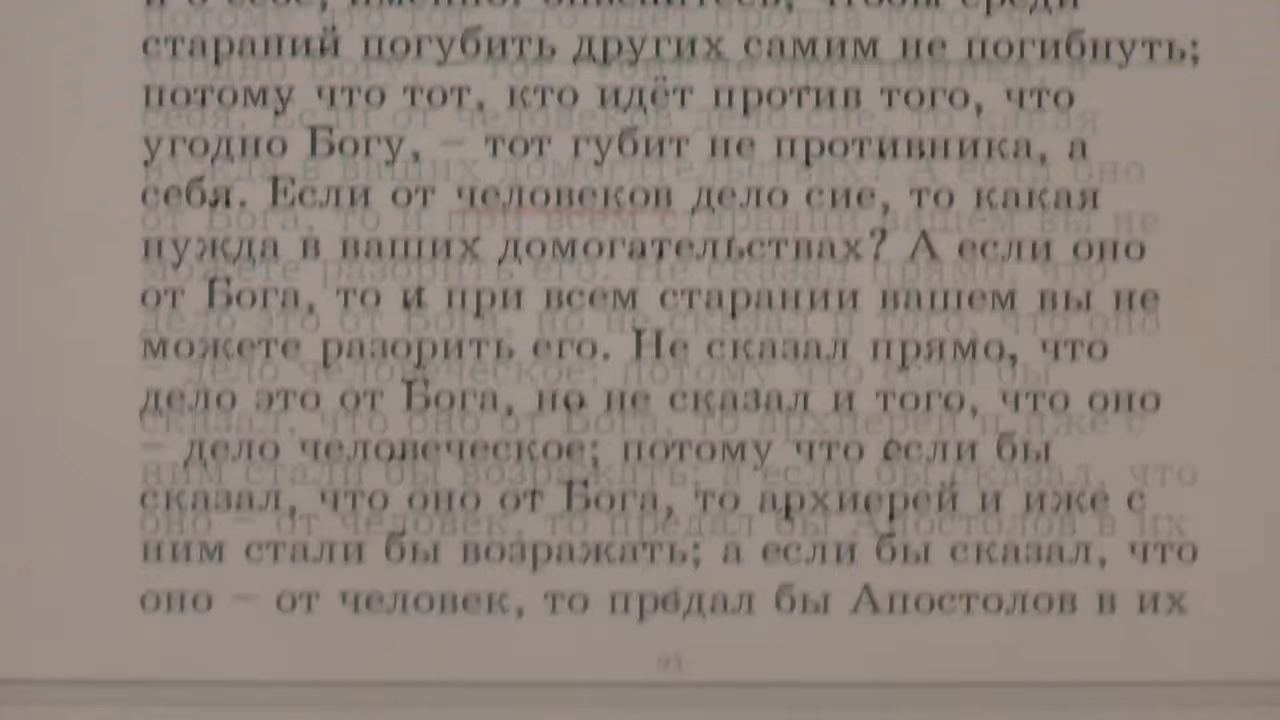 стараний погубить других самим не погибнуть;
потому что тот, кто идёт против того, что
угодно Богу, – тот губит не противника, а
себя. Если от человеков дело сие, то какая
нужда в ваших домогательствах? А если оно
от Бога, то и при всем старании вашем вы не
можете разорить его. Не сказал прямо, что
дело это от Бога, но не сказал и того, что оно
– дело человеческое; потому что если бы
сказал, что оно от Бога, то архиерей и иже с
ним стали бы возражать; а если бы сказал, что
оно – от человек, то предал бы Апостолов в их
93